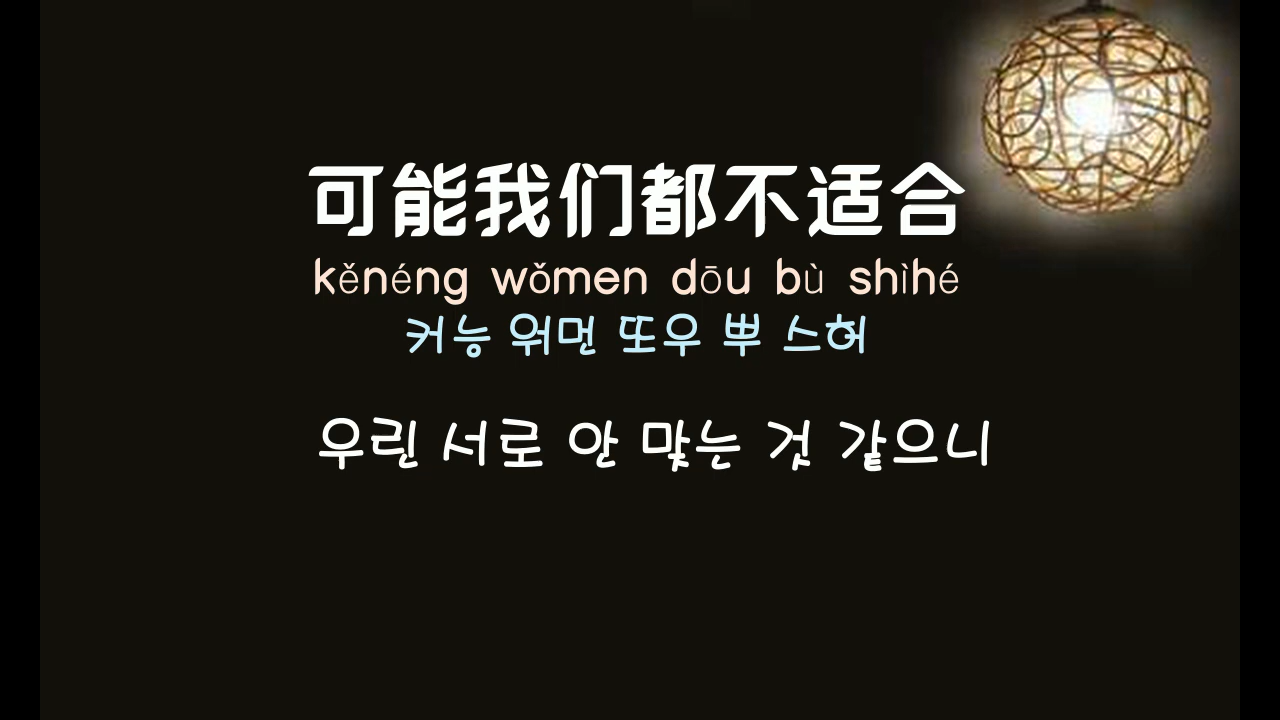 可能我们都不适合
kěnéng wǒmen dōu bù shìhé
커능 워먼 또우 뿌 스허
우린 서로 안 맞는 것 같으니